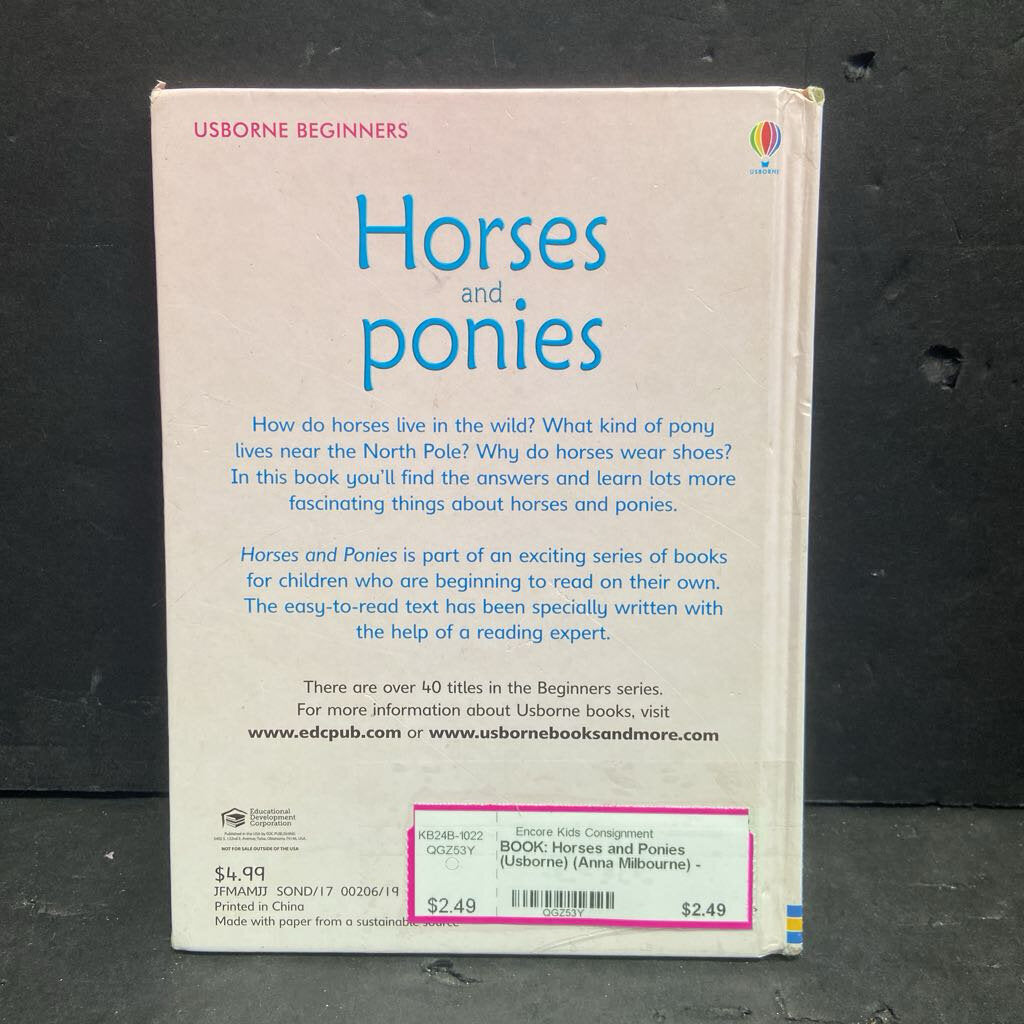 USBORNE BEGINNERS
USBORNE
Horses
and
ponies
How do horses live in the wild? What kind of pony
lives near the North Pole? Why do horses wear shoes?
In this book you'll find the answers and learn lots more
fascinating things about horses and ponies.
Horses and Ponies is part of an exciting series of books
for children who are beginning to read on their own.
The easy-to-read text has been specially written with
the help of a reading expert.
There are over 40 titles in the Beginners series.
For more information about Usborne books, visit
www.edcpub.com or www.usbornebooksandmore.com
Educational
Development
Corporation
Published in the USA by EDC PUBLISHING
NOT FOR SALE OUTSIDE OF THE USA
$4.99
JFMAMJJ SOND/17 00206/19
Printed in China
Made with paper from a sustainable source
KB24B-1022
QGZ53Y
$2.49
Encore Kids Consignment
BOOK: Horses and Ponies
(Usborne) (Anna Milbourne) -
QGZ53Y
$2.49